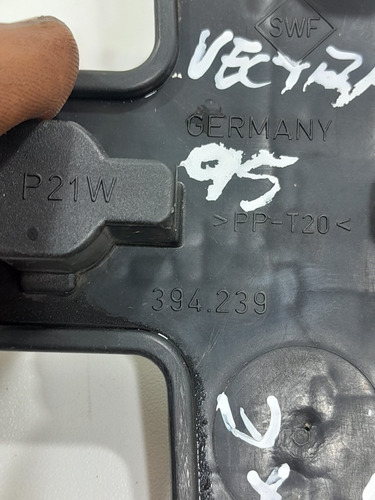 SWF
VECTRA
GERMANY
95
P21W
>PP-T20<
394.239